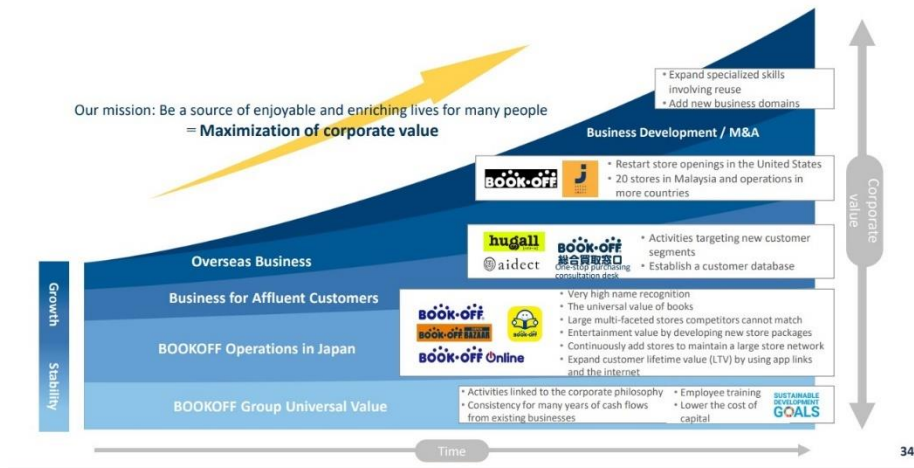 Our mission: Be a source of enjoyable and enriching lives for many people
= Maximization of corporate value
• Expand specialized skills
involving reuse
• Add new business domains
Business Development / M&A
BOOK•OFF
J
• Restart store openings in the United States
• 20 stores in Malaysia and operations in
more countries
Overseas Business
hugall
aidect
BOOK•OFF
総合買取窓口
One-stop purchasing
consultation desk
• Activities targeting new customer
segments
• Establish a customer database
Business for Affluent Customers
BOOK•OFF
BOOK•OFF BAZAAR
BOOK•OFF Online
BOOK•OFF
• Very high name recognition
• The universal value of books
• Large multi-faceted stores competitors cannot match
• Entertainment value by developing new store packages
• Continuously add stores to maintain a large store network
• Expand customer lifetime value (LTV) by using app links
and the internet
BOOKOFF Operations in Japan
BOOKOFF Group Universal Value
• Activities linked to the corporate philosophy
• Consistency for many years of cash flows
from existing businesses
• Employee training
• Lower the cost of
capital
SUSTAINABLE
DEVELOPMENT
GOALS
Growth
Stability
Corporate
value
Time
34